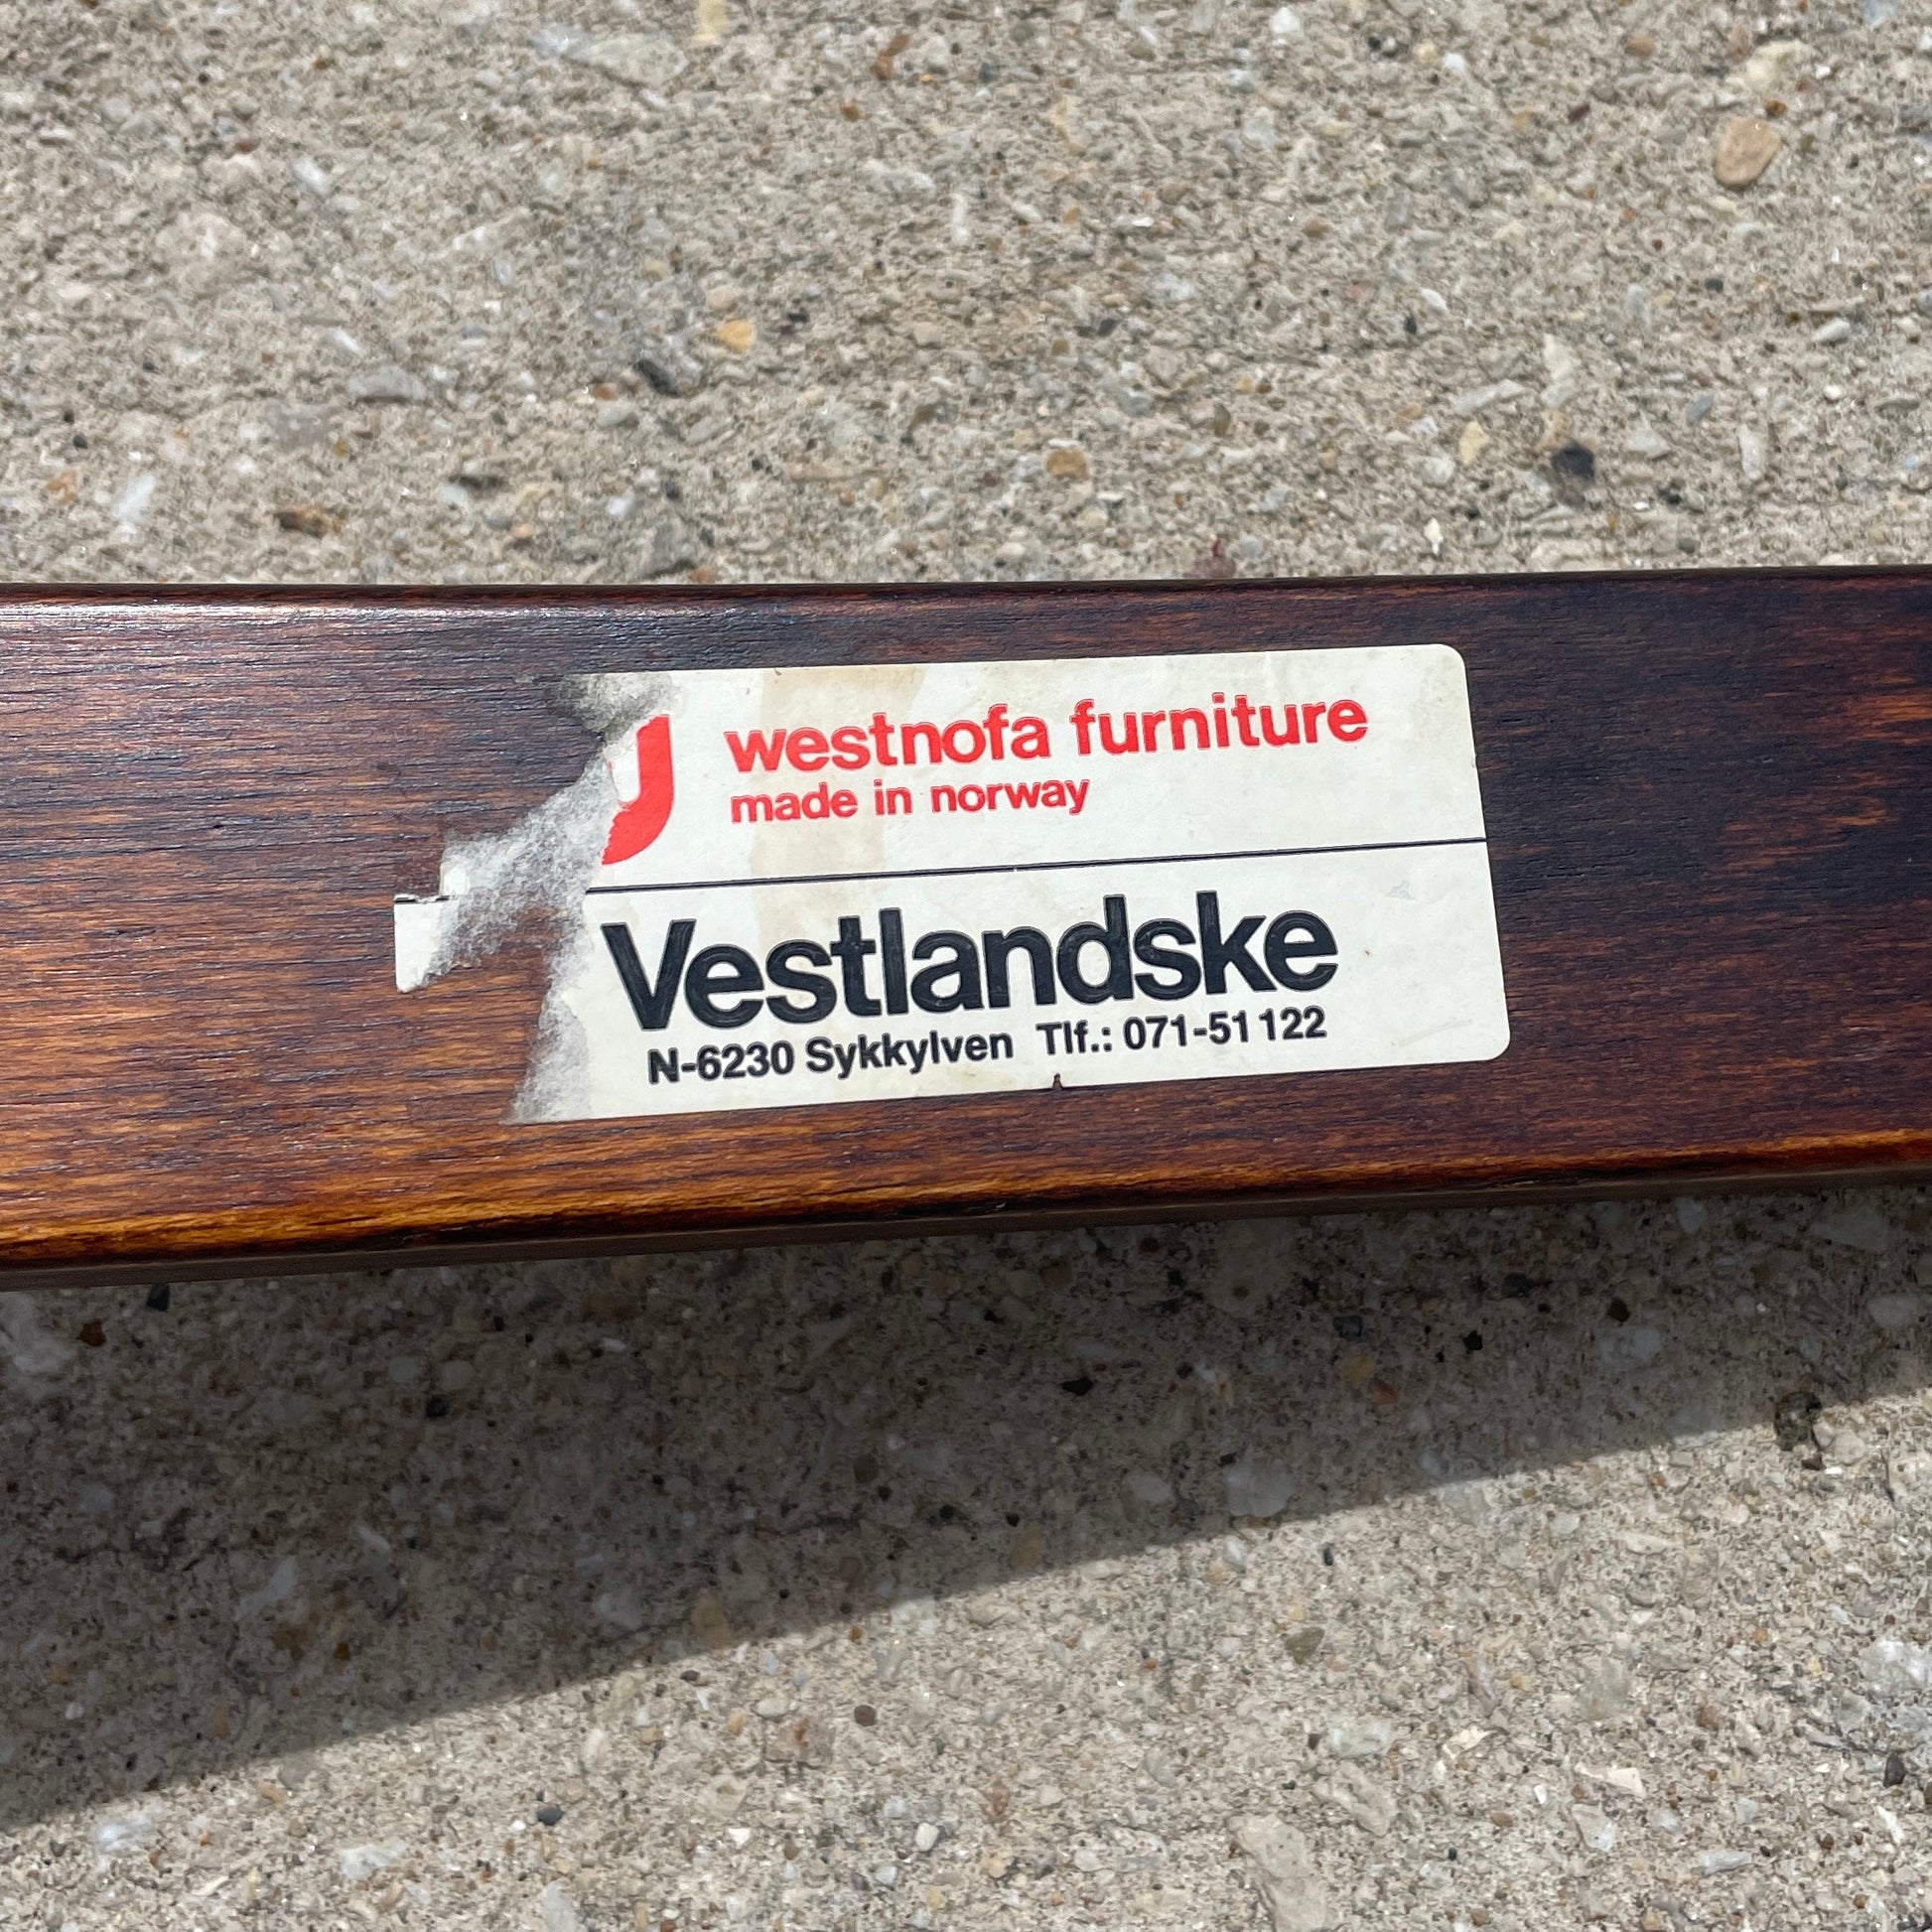 westnofa furniture
made in norway
Vestlandske
N-6230 Sykkylven Tlf.: 071-51122